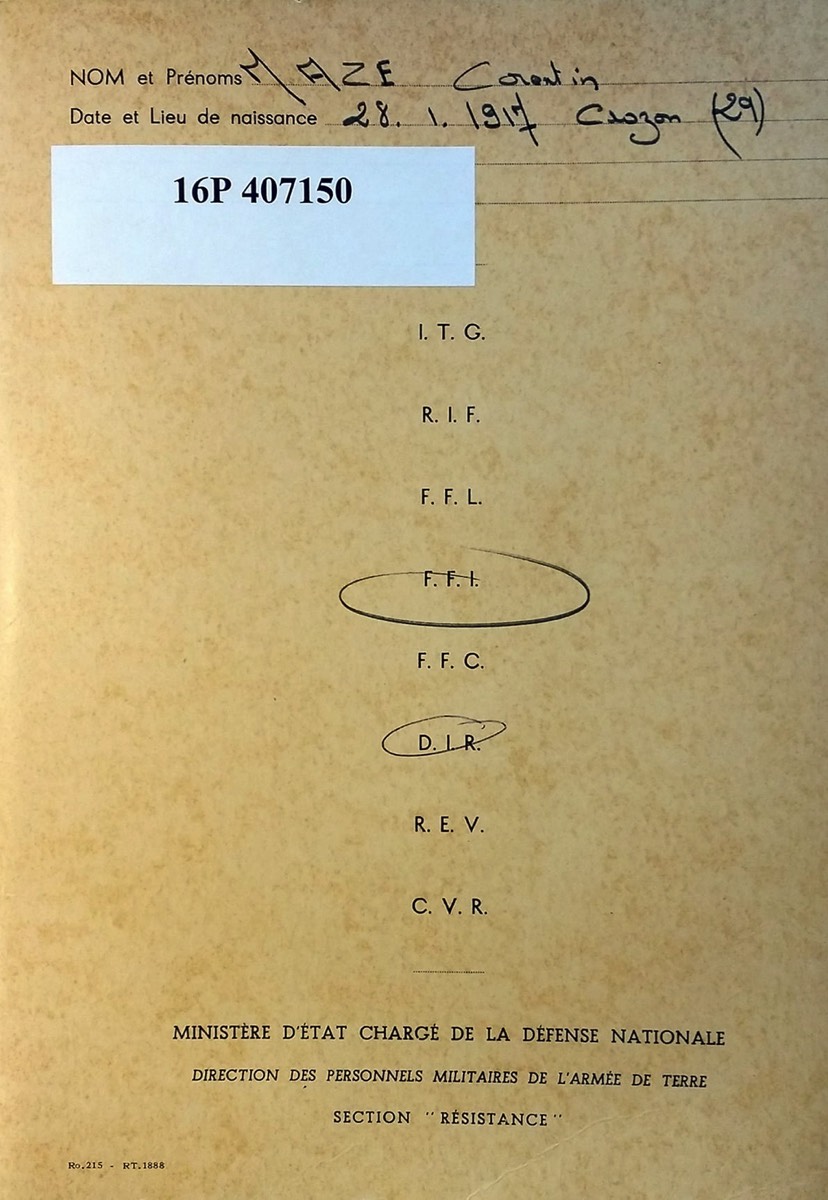 NOM et Prénoms MAZE Corentin
Date et Lieu de naissance 28. 1. 1917 Crozon (29)
16P 407150
I. T. G.
R. I. F.
F. F. L.
F. F. I.
F. F. C.
D. I. R.
R. E. V.
C. V. R.
MINISTÈRE D'ÉTAT CHARGÉ DE LA DÉFENSE NATIONALE
DIRECTION DES PERSONNELS MILITAIRES DE L'ARMÉE DE TERRE
SECTION "RÉSISTANCE"
Ro.215 - RT.1888